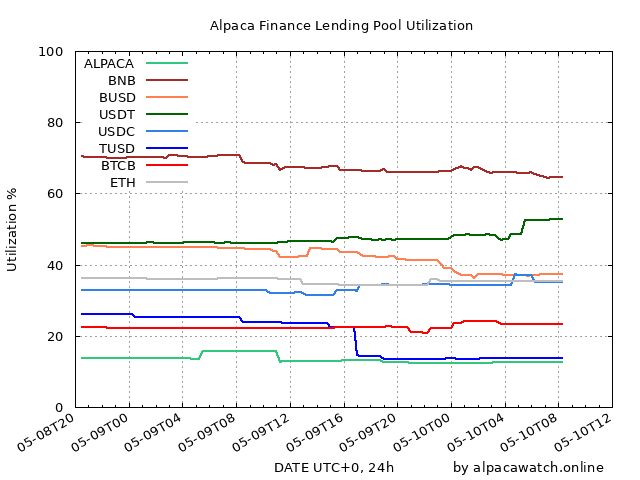 Alpaca Finance Lending Pool Utilization
100
80
60
40
20
0
Utilization %
ALPACA
BNB
BUSD
USDT
USDC
TUSD
BTCB
ETH
05-08T20
05-09T00
05-09T04
05-09T08
05-09T12
05-09T16
05-09T20
05-10T00
05-10T04
05-10T08
05-10T12
DATE UTC+0, 24h
by alpacawatch.online